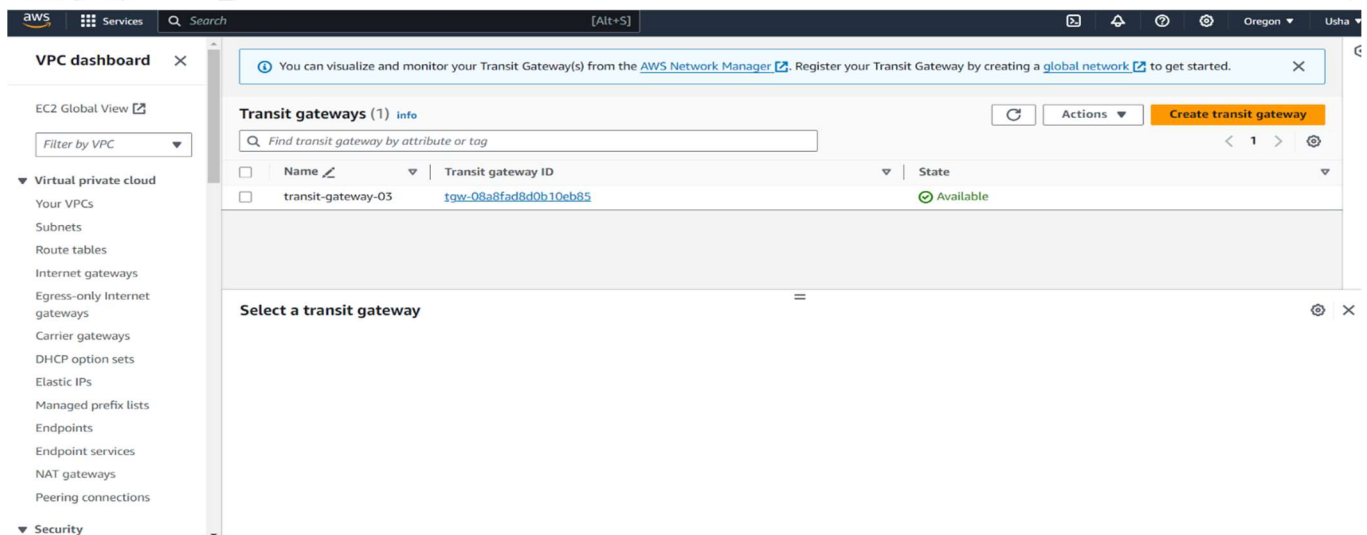 aws Services Search [Alt+S] Oregon Usha
VPC dashboard
EC2 Global View
Filter by VPC
Virtual private cloud
Your VPCs
Subnets
Route tables
Internet gateways
Egress-only Internet
gateways
Carrier gateways
DHCP option sets
Elastic IPs
Managed prefix lists
Endpoints
Endpoint services
NAT gateways
Peering connections
Security
You can visualize and monitor your Transit Gateway(s) from the AWS Network Manager. Register your Transit Gateway by creating a global network to get started.
Transit gateways (1) Info Actions Create transit gateway
Find transit gateway by attribute or tag 1
Name Transit gateway ID State
transit-gateway-03 tgw-08a8fad8d0b10eb85 Available
Select a transit gateway